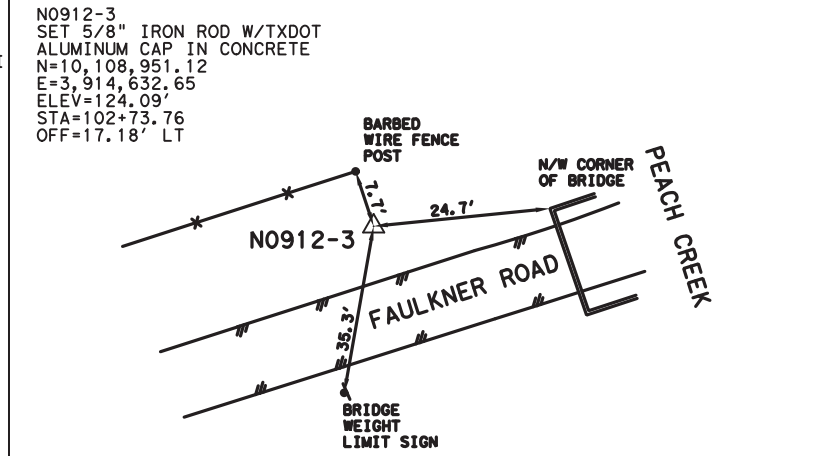 N0912-3
SET 5/8" IRON ROD W/TXDOT
ALUMINUM CAP IN CONCRETE
N=10,108,951.12
E=3,914,632.65
ELEV=124.09'
STA=102+73.76
OFF=17.18' LT
BARBED
WIRE FENCE
POST
N/W CORNER
OF BRIDGE
PEACH CREEK
7.7'
24.7'
N0912-3
FAULKNER ROAD
35.3'
BRIDGE
WEIGHT
LIMIT SIGN